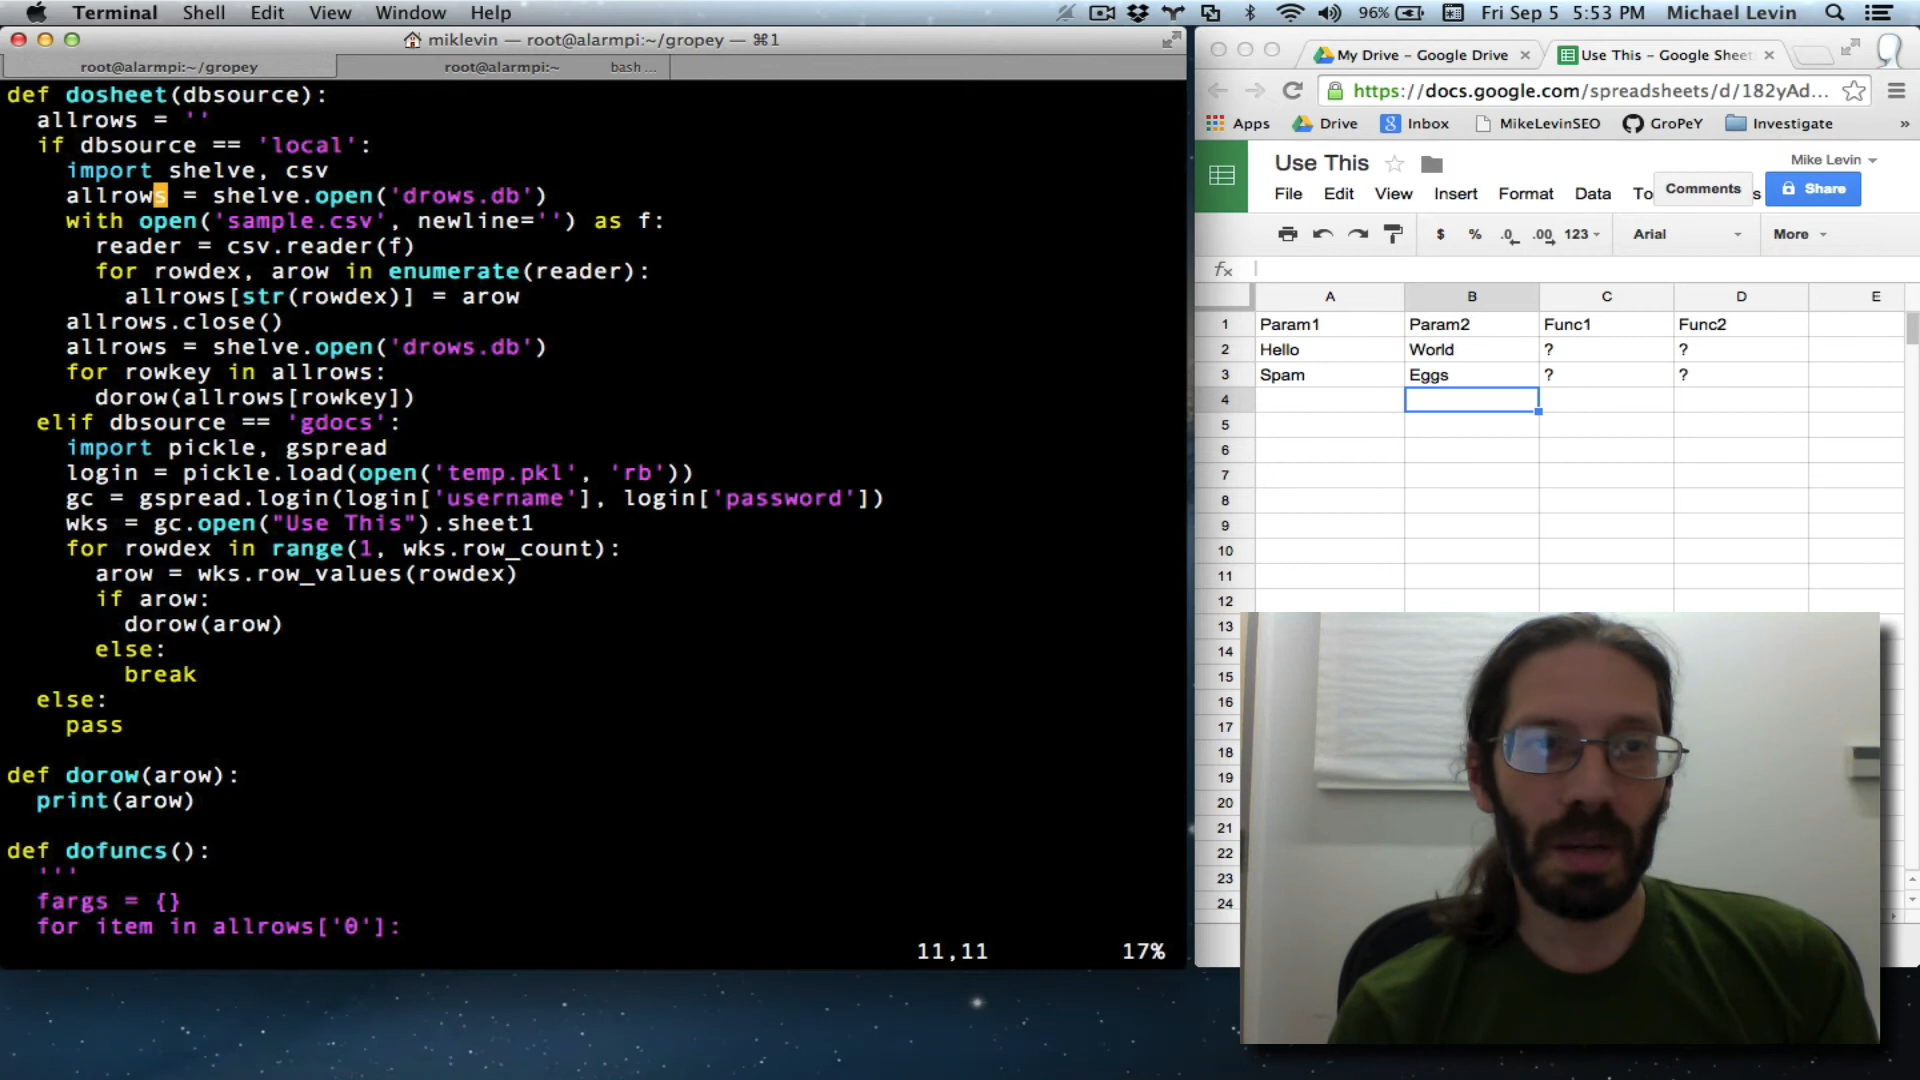 Terminal Shell Edit View Window Help 96% Fri Sep 5 5:53 PM Michael Levin
miklevin — root@alarmpi:~/gropey — ⌘1
root@alarmpi:~/gropey root@alarmpi:~ bash ...
def dosheet(dbsource):
  allrows = ''
  if dbsource == 'local':
    import shelve, csv
    allrows = shelve.open('drows.db')
    with open('sample.csv', newline='') as f:
      reader = csv.reader(f)
      for rowdex, arow in enumerate(reader):
        allrows[str(rowdex)] = arow
    allrows.close()
    allrows = shelve.open('drows.db')
    for rowkey in allrows:
      dorow(allrows[rowkey])
  elif dbsource == 'gdocs':
    import pickle, gspread
    login = pickle.load(open('temp.pkl', 'rb'))
    gc = gspread.login(login['username'], login['password'])
    wks = gc.open("Use This").sheet1
    for rowdex in range(1, wks.row_count):
      arow = wks.row_values(rowdex)
      if arow:
        dorow(arow)
      else:
        break
  else:
    pass
def dorow(arow):
  print(arow)
def dofuncs():
  '''
  fargs = {}
  for item in allrows['0']:
11,11 17%
My Drive – Google Drive × Use This – Google Sheet ×
https://docs.google.com/spreadsheets/d/182yAd...
Apps Drive Inbox MikeLevinSEO GroPeY Investigate »
Use This Mike Levin
File Edit View Insert Format Data To Comments s Share
$ % .0 .00 123 Arial More
fx
A B C D E
1 Param1 Param2 Func1 Func2
2 Hello World ? ?
3 Spam Eggs ? ?
4
5
6
7
8
9
10
11
12
13
14
15
16
17
18
19
20
21
22
23
24